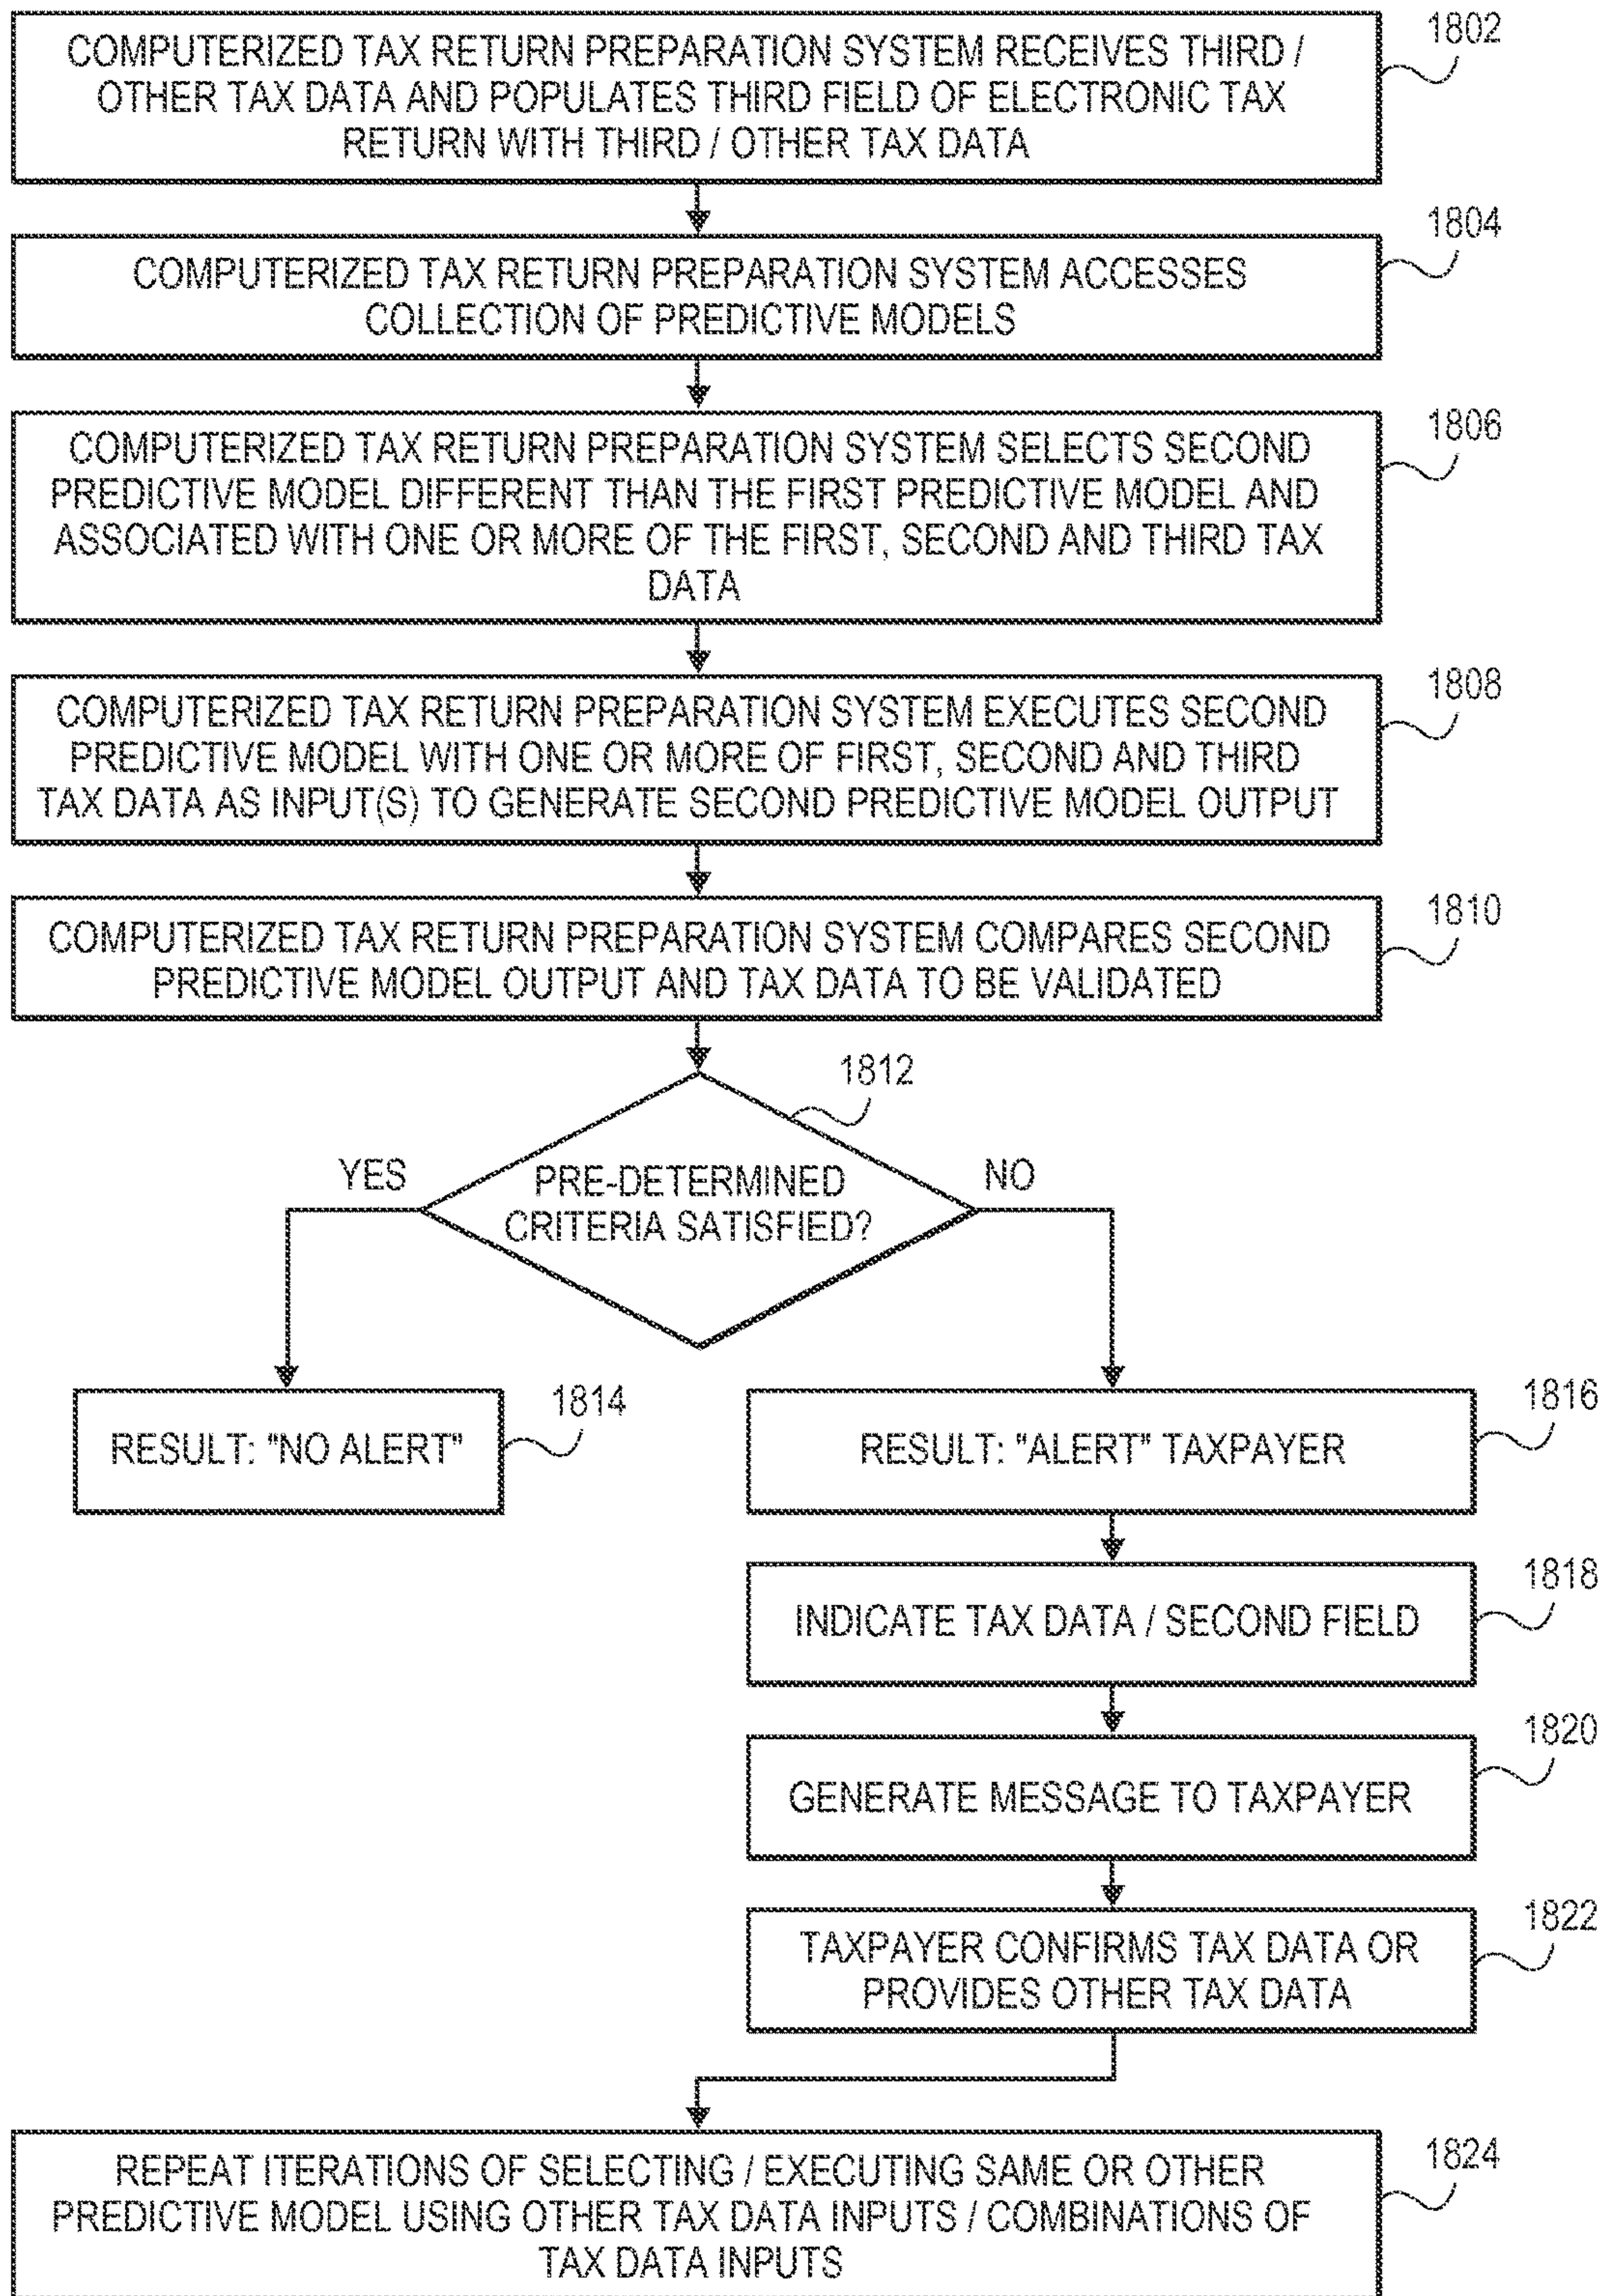 1802
COMPUTERIZED TAX RETURN PREPARATION SYSTEM RECEIVES THIRD /
OTHER TAX DATA AND POPULATES THIRD FIELD OF ELECTRONIC TAX
RETURN WITH THIRD / OTHER TAX DATA
1804
COMPUTERIZED TAX RETURN PREPARATION SYSTEM ACCESSES
COLLECTION OF PREDICTIVE MODELS
1806
COMPUTERIZED TAX RETURN PREPARATION SYSTEM SELECTS SECOND
PREDICTIVE MODEL DIFFERENT THAN THE FIRST PREDICTIVE MODEL AND
ASSOCIATED WITH ONE OR MORE OF THE FIRST, SECOND AND THIRD TAX
DATA
1808
COMPUTERIZED TAX RETURN PREPARATION SYSTEM EXECUTES SECOND
PREDICTIVE MODEL WITH ONE OR MORE OF FIRST, SECOND AND THIRD
TAX DATA AS INPUT(S) TO GENERATE SECOND PREDICTIVE MODEL OUTPUT
1810
COMPUTERIZED TAX RETURN PREPARATION SYSTEM COMPARES SECOND
PREDICTIVE MODEL OUTPUT AND TAX DATA TO BE VALIDATED
1812
YES
PRE-DETERMINED
CRITERIA SATISFIED?
NO
1814
RESULT: "NO ALERT"
1816
RESULT: "ALERT" TAXPAYER
1818
INDICATE TAX DATA / SECOND FIELD
1820
GENERATE MESSAGE TO TAXPAYER
1822
TAXPAYER CONFIRMS TAX DATA OR
PROVIDES OTHER TAX DATA
1824
REPEAT ITERATIONS OF SELECTING / EXECUTING SAME OR OTHER
PREDICTIVE MODEL USING OTHER TAX DATA INPUTS / COMBINATIONS OF
TAX DATA INPUTS